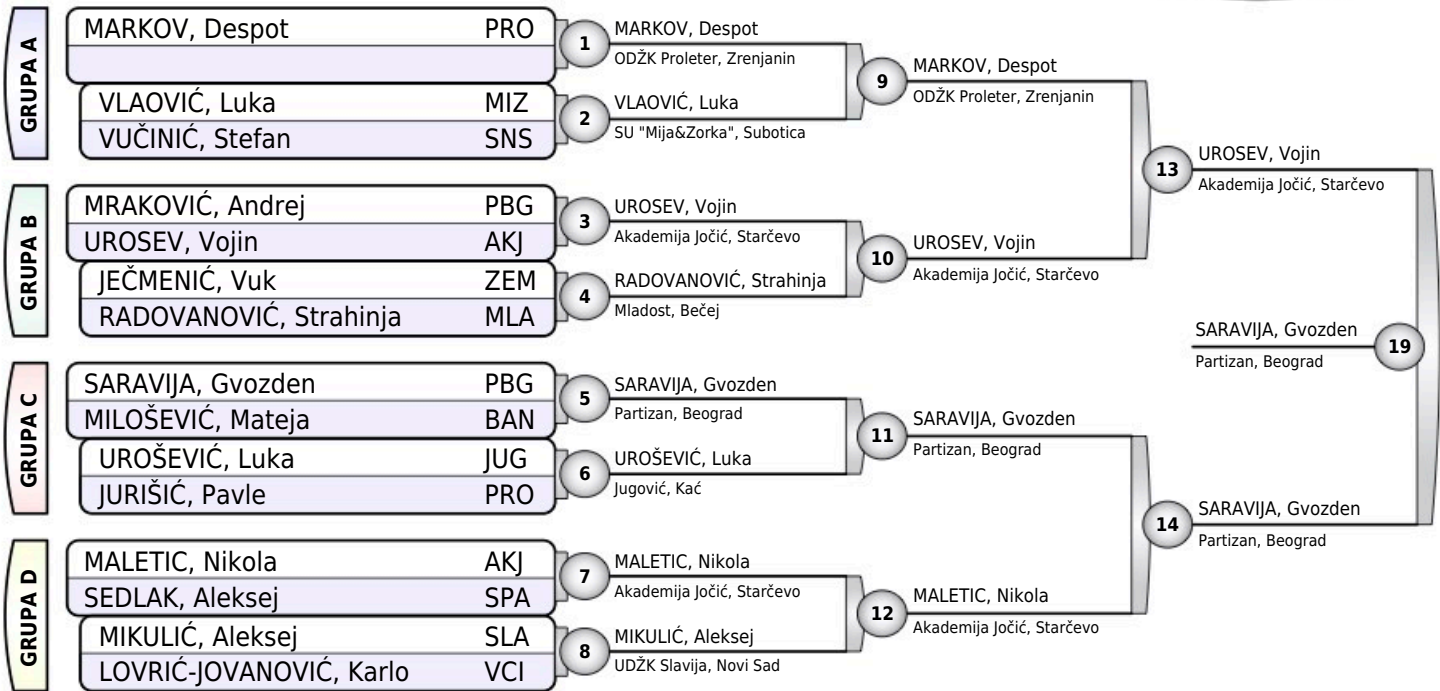 GRUPA A
MARKOV, Despot PRO
VLAOVIĆ, Luka MIZ
VUČINIĆ, Stefan SNS
1
MARKOV, Despot
ODŽK Proleter, Zrenjanin
2
VLAOVIĆ, Luka
SU "Mija&Zorka", Subotica
9
MARKOV, Despot
ODŽK Proleter, Zrenjanin
GRUPA B
MRAKOVIĆ, Andrej PBG
UROSEV, Vojin AKJ
JEČMENIĆ, Vuk ZEM
RADOVANOVIĆ, Strahinja MLA
3
UROSEV, Vojin
Akademija Jočić, Starčevo
4
RADOVANOVIĆ, Strahinja
Mladost, Bečej
10
UROSEV, Vojin
Akademija Jočić, Starčevo
13
UROSEV, Vojin
Akademija Jočić, Starčevo
GRUPA C
SARAVIJA, Gvozden PBG
MILOŠEVIĆ, Mateja BAN
UROŠEVIĆ, Luka JUG
JURIŠIĆ, Pavle PRO
5
SARAVIJA, Gvozden
Partizan, Beograd
6
UROŠEVIĆ, Luka
Jugović, Kać
11
SARAVIJA, Gvozden
Partizan, Beograd
GRUPA D
MALETIC, Nikola AKJ
SEDLAK, Aleksej SPA
MIKULIĆ, Aleksej SLA
LOVRIĆ-JOVANOVIĆ, Karlo VCI
7
MALETIC, Nikola
Akademija Jočić, Starčevo
8
MIKULIĆ, Aleksej
UDŽK Slavija, Novi Sad
12
MALETIC, Nikola
Akademija Jočić, Starčevo
14
SARAVIJA, Gvozden
Partizan, Beograd
SARAVIJA, Gvozden
Partizan, Beograd
19